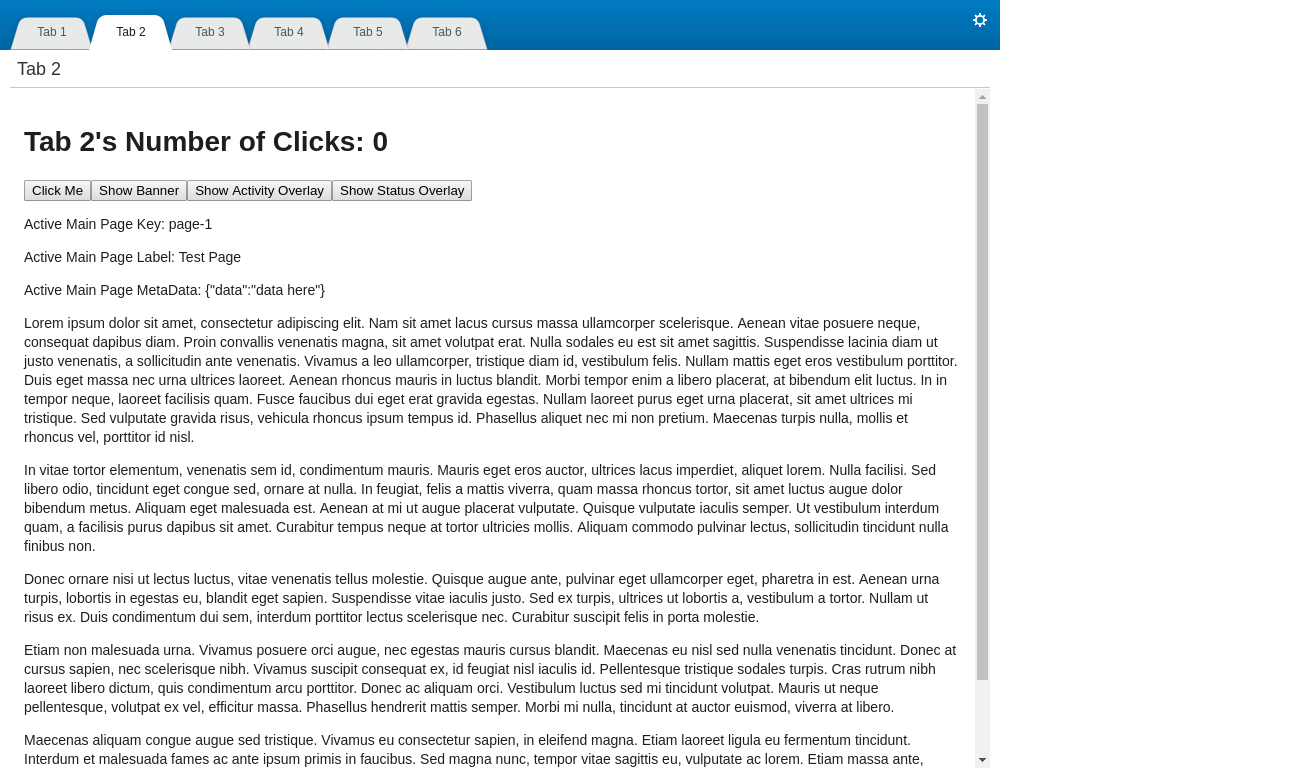 Tab 1
Tab 2
Tab 3
Tab 4
Tab 5
Tab 6
Tab 2
Tab 2's Number of Clicks: 0
Click Me
Show Banner
Show Activity Overlay
Show Status Overlay
Active Main Page Key: page-1
Active Main Page Label: Test Page
Active Main Page MetaData: {"data":"data here"}
Lorem ipsum dolor sit amet, consectetur adipiscing elit. Nam sit amet lacus cursus massa ullamcorper scelerisque. Aenean vitae posuere neque,
consequat dapibus diam. Proin convallis venenatis magna, sit amet volutpat erat. Nulla sodales eu est sit amet sagittis. Suspendisse lacinia diam ut
justo venenatis, a sollicitudin ante venenatis. Vivamus a leo ullamcorper, tristique diam id, vestibulum felis. Nullam mattis eget eros vestibulum porttitor.
Duis eget massa nec urna ultrices laoreet. Aenean rhoncus mauris in luctus blandit. Morbi tempor enim a libero placerat, at bibendum elit luctus. In in
tempor neque, laoreet facilisis quam. Fusce faucibus dui eget erat gravida egestas. Nullam laoreet purus eget urna placerat, sit amet ultrices mi
tristique. Sed vulputate gravida risus, vehicula rhoncus ipsum tempus id. Phasellus aliquet nec mi non pretium. Maecenas turpis nulla, mollis et
rhoncus vel, porttitor id nisl.
In vitae tortor elementum, venenatis sem id, condimentum mauris. Mauris eget eros auctor, ultrices lacus imperdiet, aliquet lorem. Nulla facilisi. Sed
libero odio, tincidunt eget congue sed, ornare at nulla. In feugiat, felis a mattis viverra, quam massa rhoncus tortor, sit amet luctus augue dolor
bibendum metus. Aliquam eget malesuada est. Aenean at mi ut augue placerat vulputate. Quisque vulputate iaculis semper. Ut vestibulum interdum
quam, a facilisis purus dapibus sit amet. Curabitur tempus neque at tortor ultricies mollis. Aliquam commodo pulvinar lectus, sollicitudin tincidunt nulla
finibus non.
Donec ornare nisi ut lectus luctus, vitae venenatis tellus molestie. Quisque augue ante, pulvinar eget ullamcorper eget, pharetra in est. Aenean urna
turpis, lobortis in egestas eu, blandit eget sapien. Suspendisse vitae iaculis justo. Sed ex turpis, ultrices ut lobortis a, vestibulum a tortor. Nullam ut
risus ex. Duis condimentum dui sem, interdum porttitor lectus scelerisque nec. Curabitur suscipit felis in porta molestie.
Etiam non malesuada urna. Vivamus posuere orci augue, nec egestas mauris cursus blandit. Maecenas eu nisl sed nulla venenatis tincidunt. Donec at
cursus sapien, nec scelerisque nibh. Vivamus suscipit consequat ex, id feugiat nisl iaculis id. Pellentesque tristique sodales turpis. Cras rutrum nibh
laoreet libero dictum, quis condimentum arcu porttitor. Donec ac aliquam orci. Vestibulum luctus sed mi tincidunt volutpat. Mauris ut neque
pellentesque, volutpat ex vel, efficitur massa. Phasellus hendrerit mattis semper. Morbi mi nulla, tincidunt at auctor euismod, viverra at libero.
Maecenas aliquam congue augue sed tristique. Vivamus eu consectetur sapien, in eleifend magna. Etiam laoreet ligula eu fermentum tincidunt.
Interdum et malesuada fames ac ante ipsum primis in faucibus. Sed magna nunc, tempor vitae sagittis eu, vulputate ac lorem. Etiam massa ante,